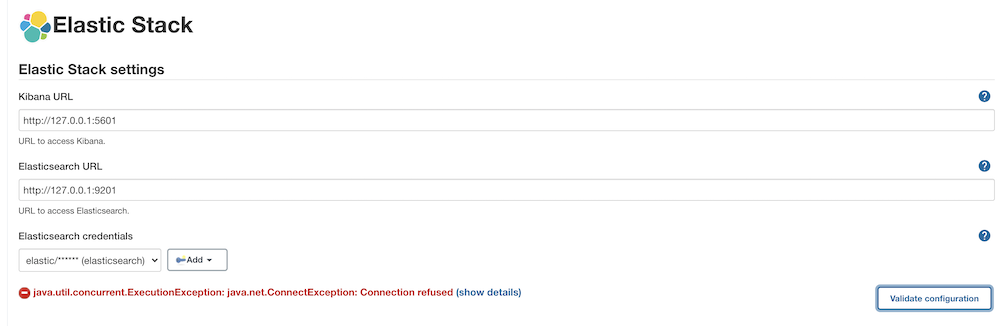 Elastic Stack
Elastic Stack settings
Kibana URL
?
http://127.0.0.1:5601
URL to access Kibana.
Elasticsearch URL
?
http://127.0.0.1:9201
URL to access Elasticsearch.
Elasticsearch credentials
?
elastic/****** (elasticsearch)
Add
java.util.concurrent.ExecutionException: java.net.ConnectException: Connection refused (show details)
Validate configuration